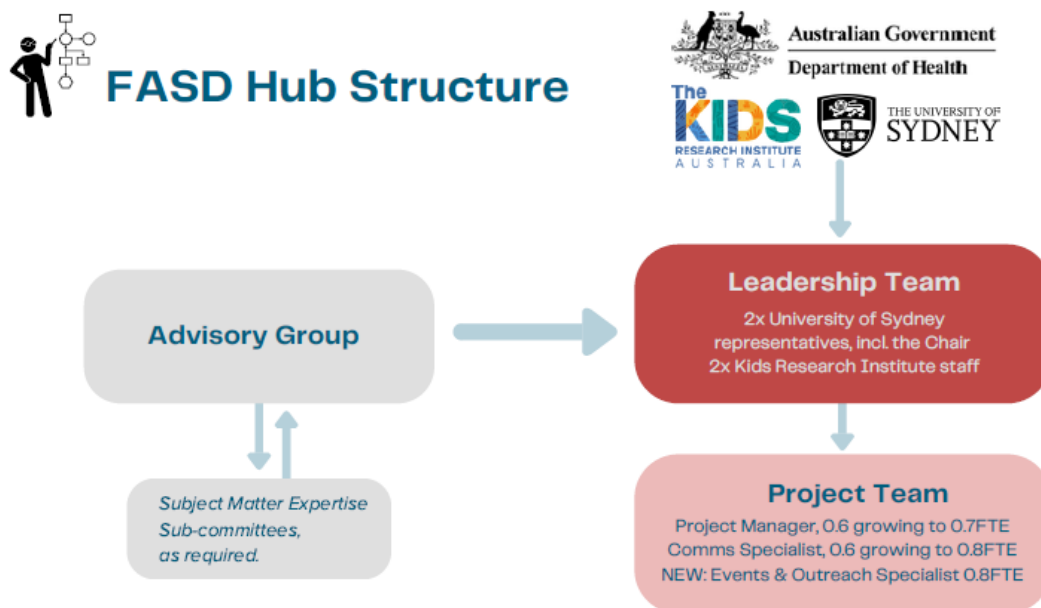 FASD Hub Structure
Australian Government
Department of Health
The
KIDS
RESEARCH INSTITUTE
AUSTRALIA
THE UNIVERSITY OF
SYDNEY
Advisory Group
Leadership Team
2x University of Sydney
representatives, incl. the Chair
2x Kids Research Institute staff
Subject Matter Expertise
Sub-committees,
as required.
Project Team
Project Manager, 0.6 growing to 0.7FTE
Comms Specialist, 0.6 growing to 0.8FTE
NEW: Events & Outreach Specialist 0.8FTE